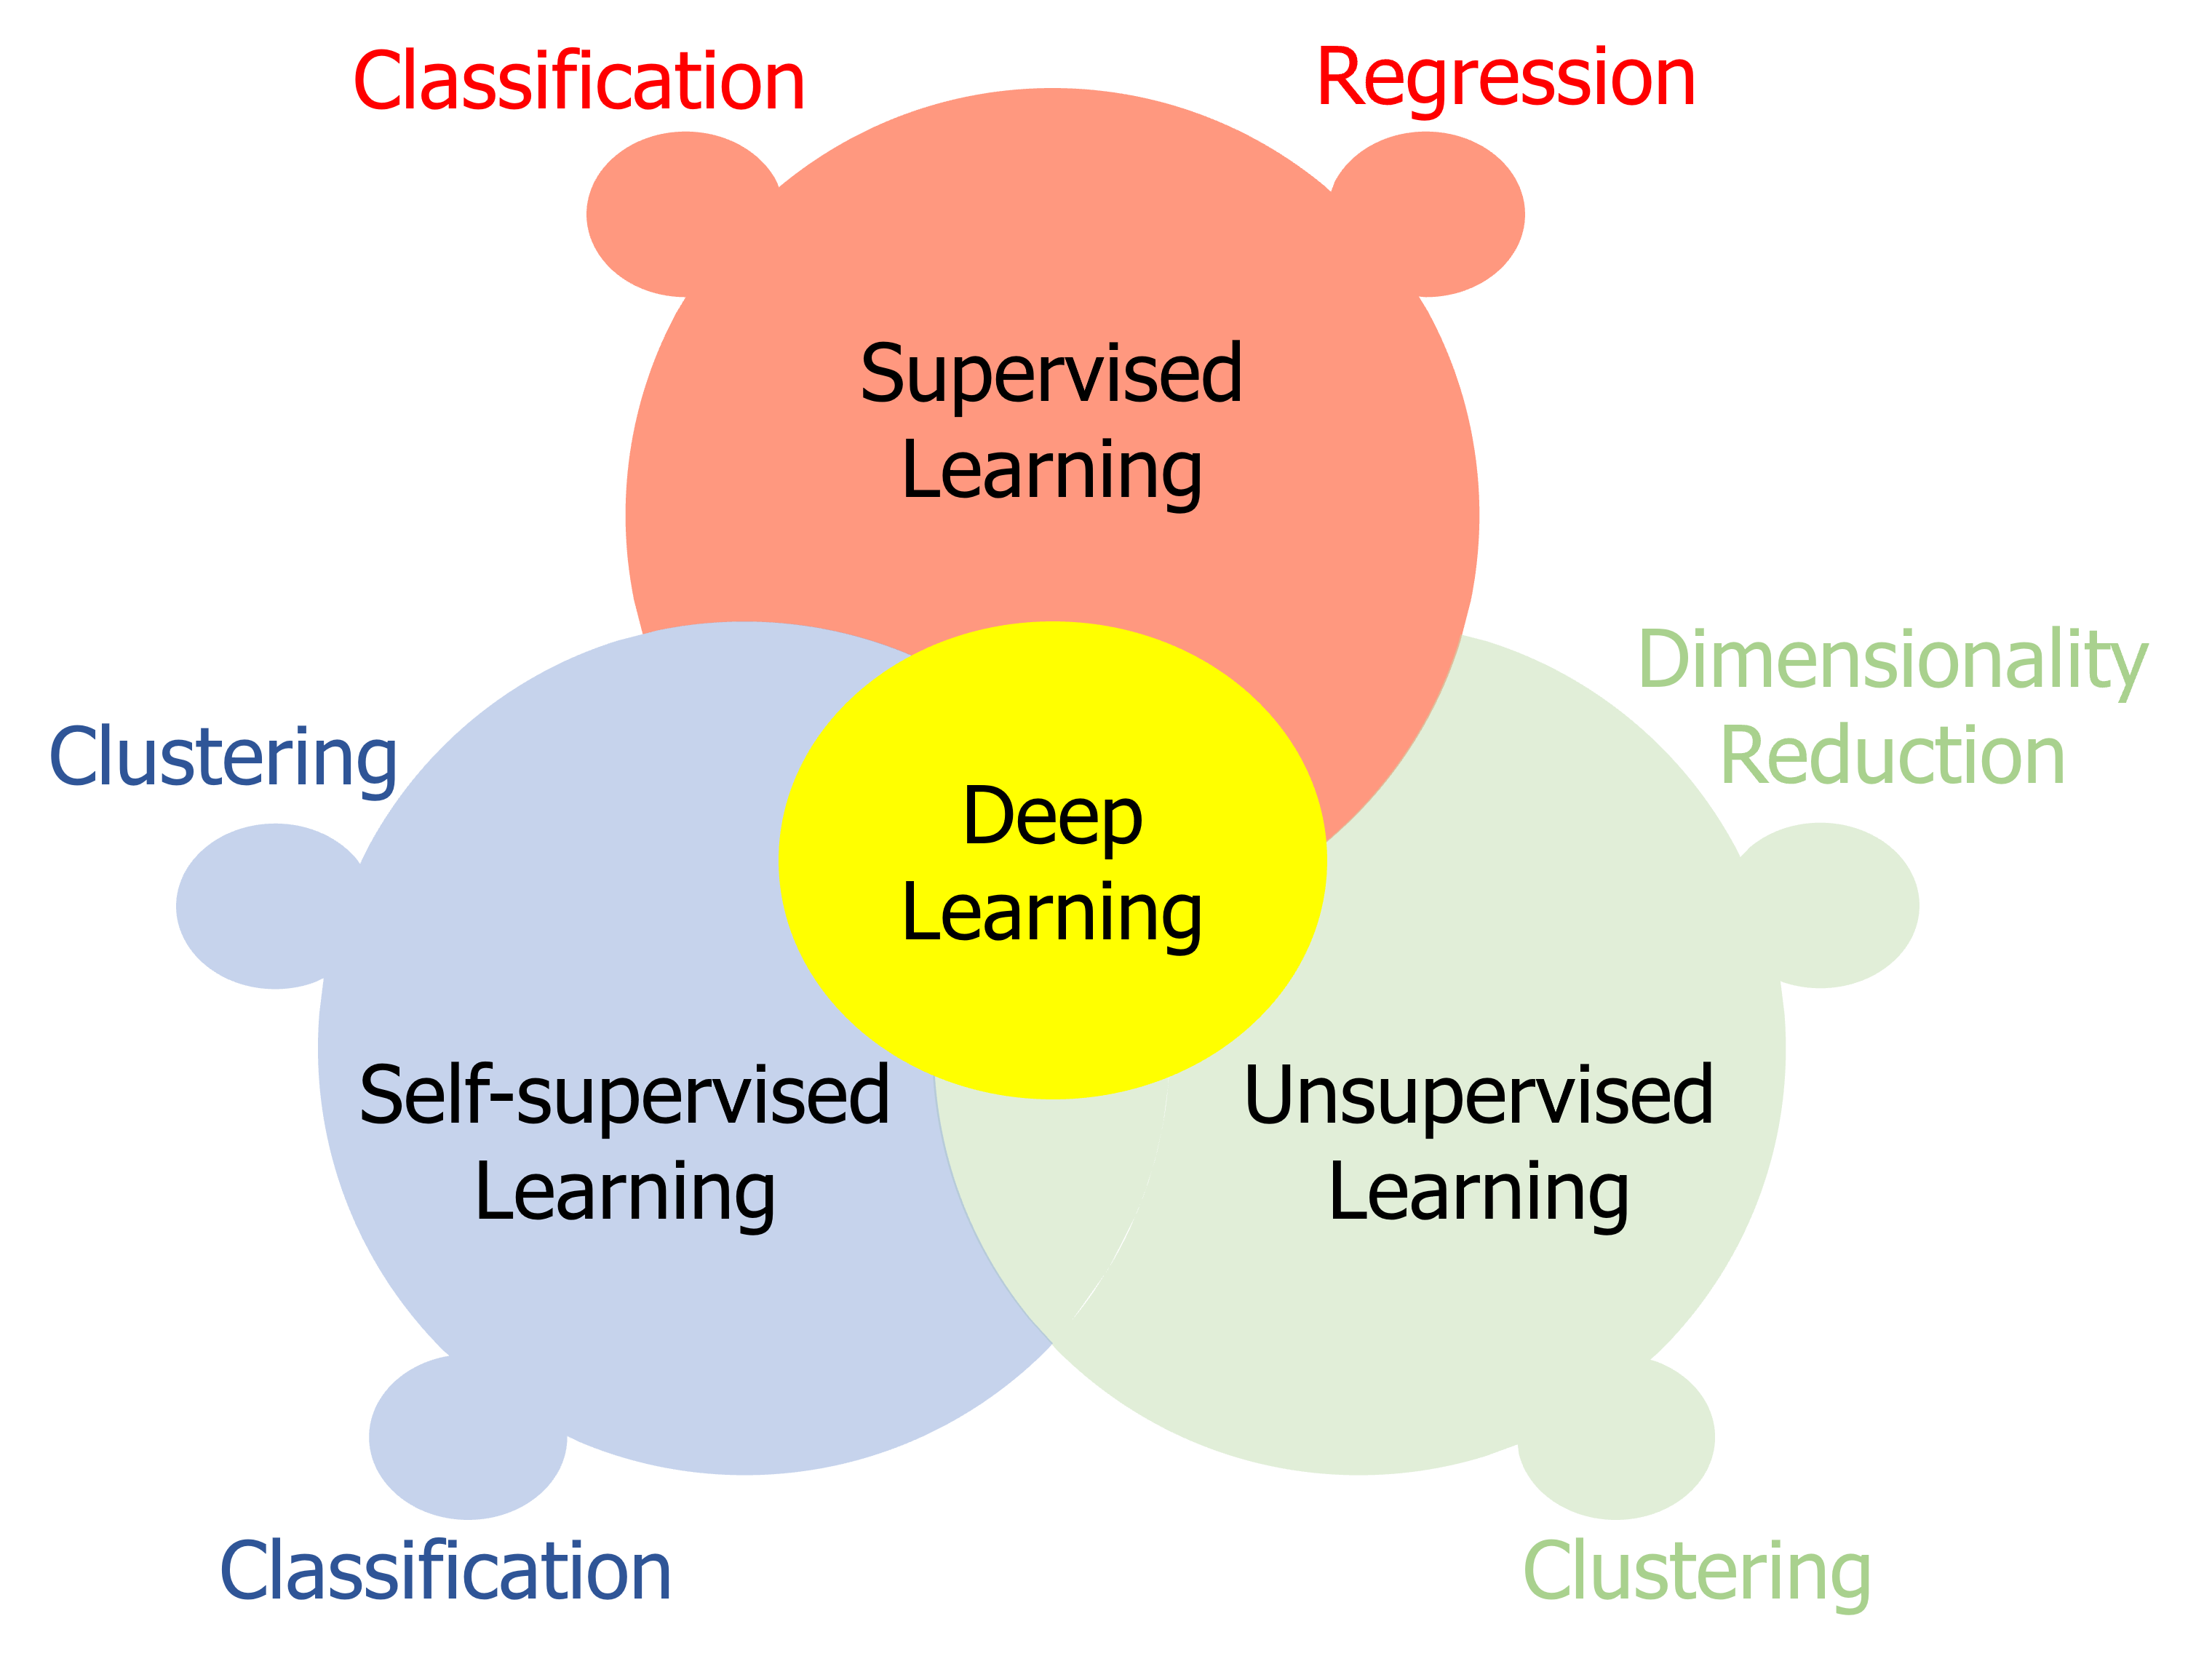 Classification
Regression
Supervised
Learning
Dimensionality
Reduction
Clustering
Deep
Learning
Self-supervised
Learning
Unsupervised
Learning
Classification
Clustering